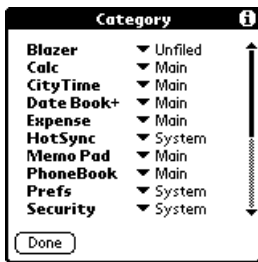 Category
Blazer Unfiled
Calc Main
CityTime Main
Date Book+ Main
Expense Main
HotSync System
Memo Pad Main
PhoneBook Main
Prefs System
Security System
Done